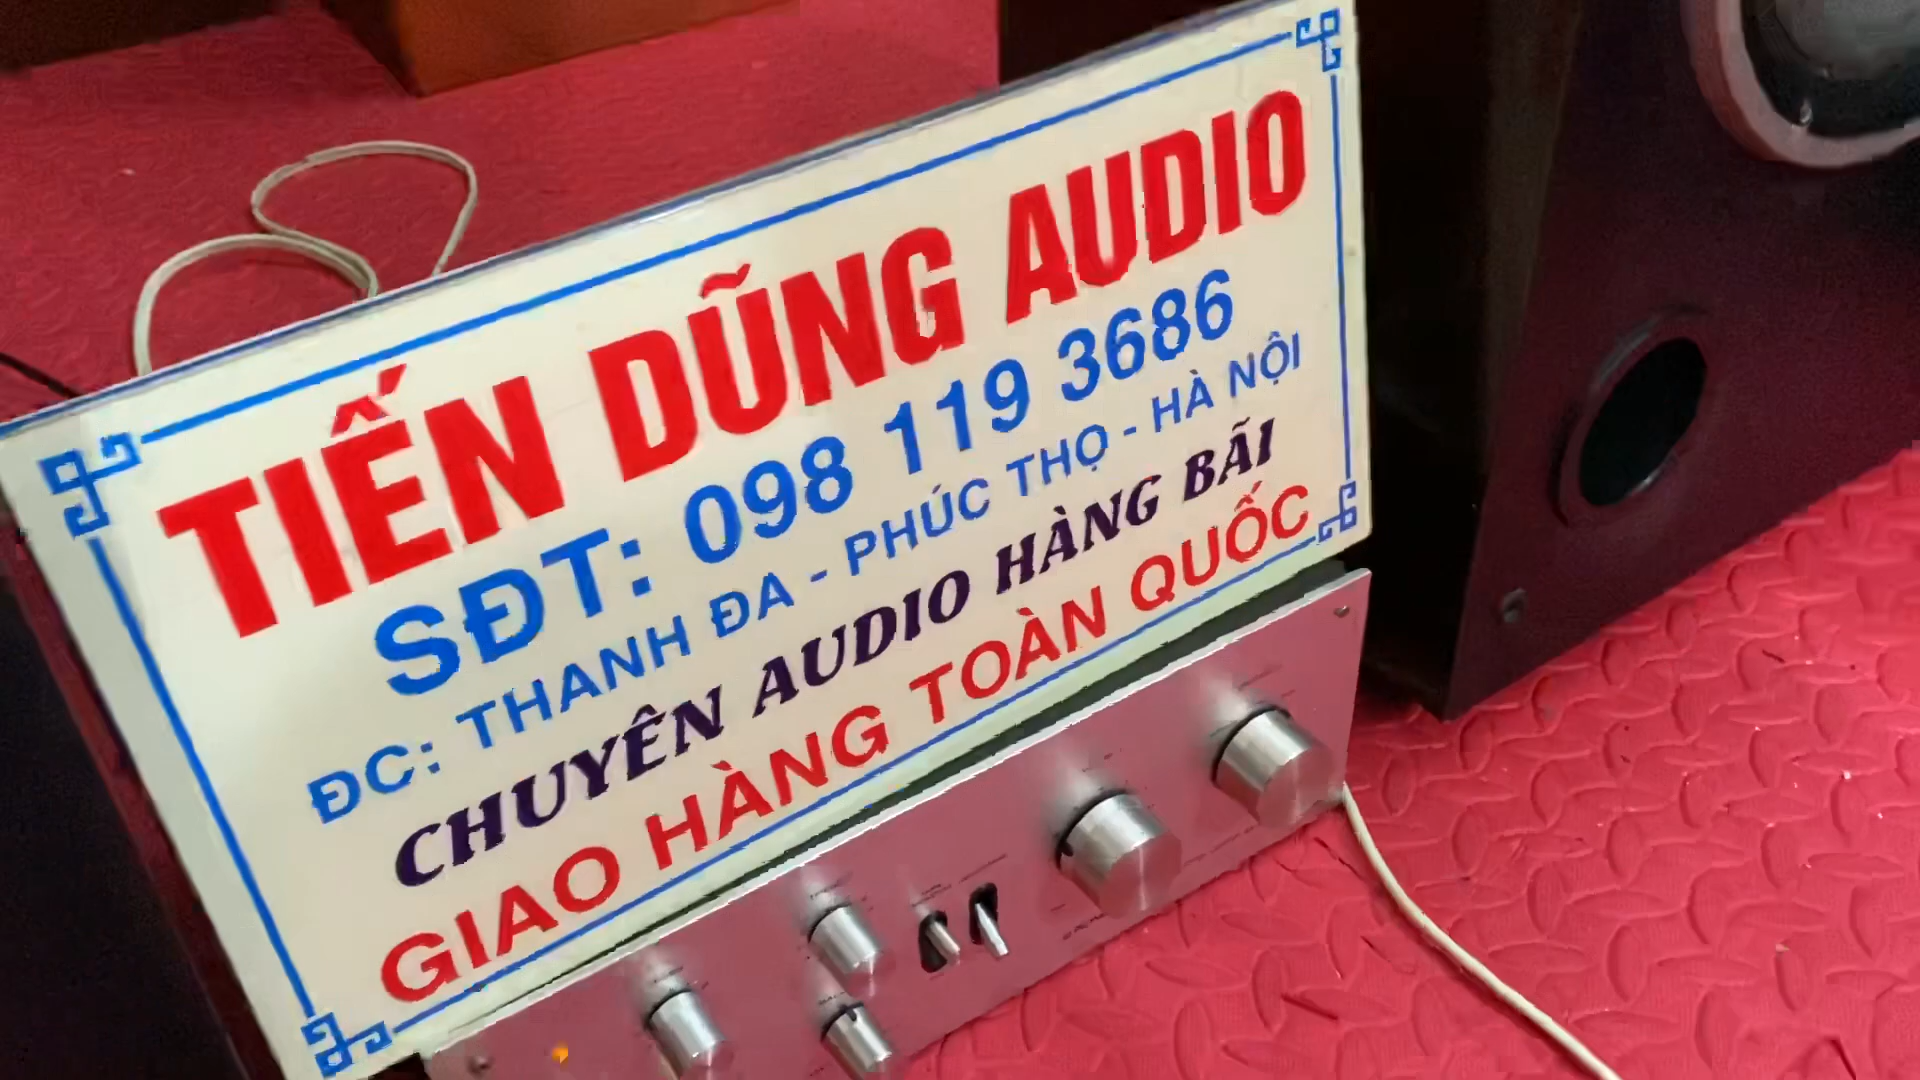 TIẾN DŨNG AUDIO
SĐT: 098 119 3686
ĐC: THANH ĐA - PHÚC THỌ - HÀ NỘI
CHUYÊN AUDIO HÀNG BÃI
GIAO HÀNG TOÀN QUỐC